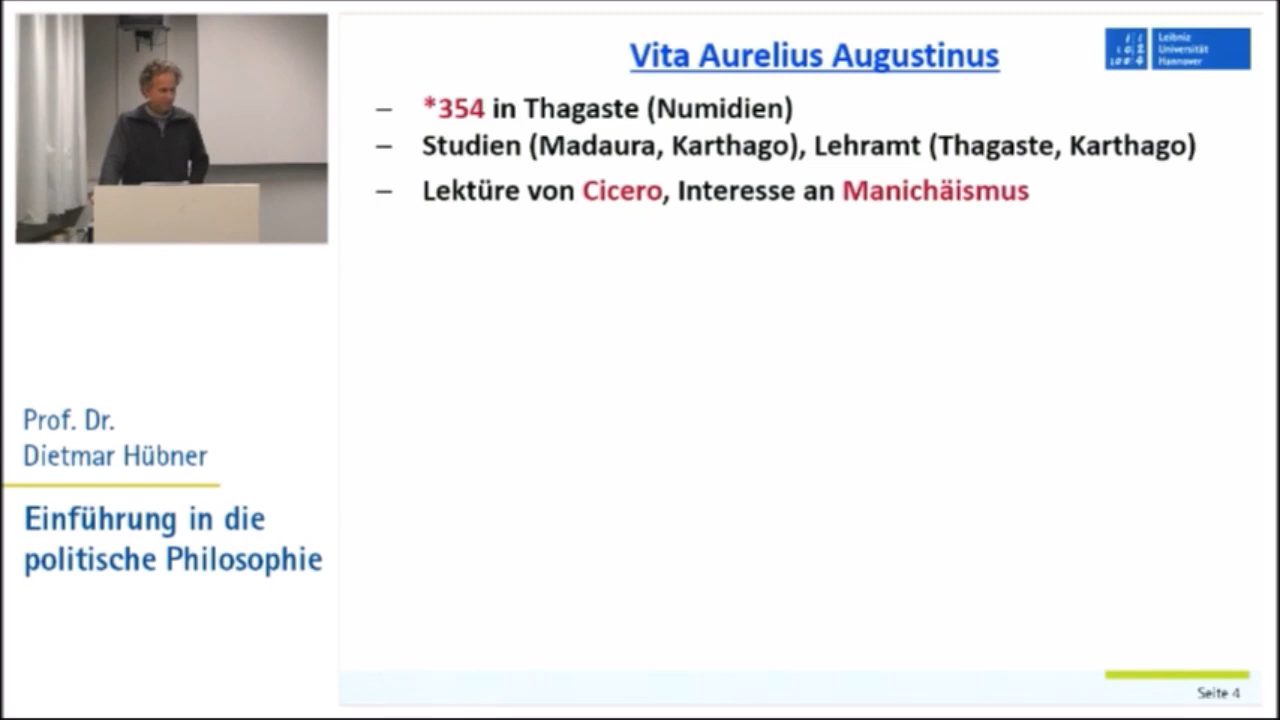 Vita Aurelius Augustinus
Leibniz
Universität
Hannover
– *354 in Thagaste (Numidien)
– Studien (Madaura, Karthago), Lehramt (Thagaste, Karthago)
– Lektüre von Cicero, Interesse an Manichäismus
Prof. Dr.
Dietmar Hübner
Einführung in die
politische Philosophie
Seite 4